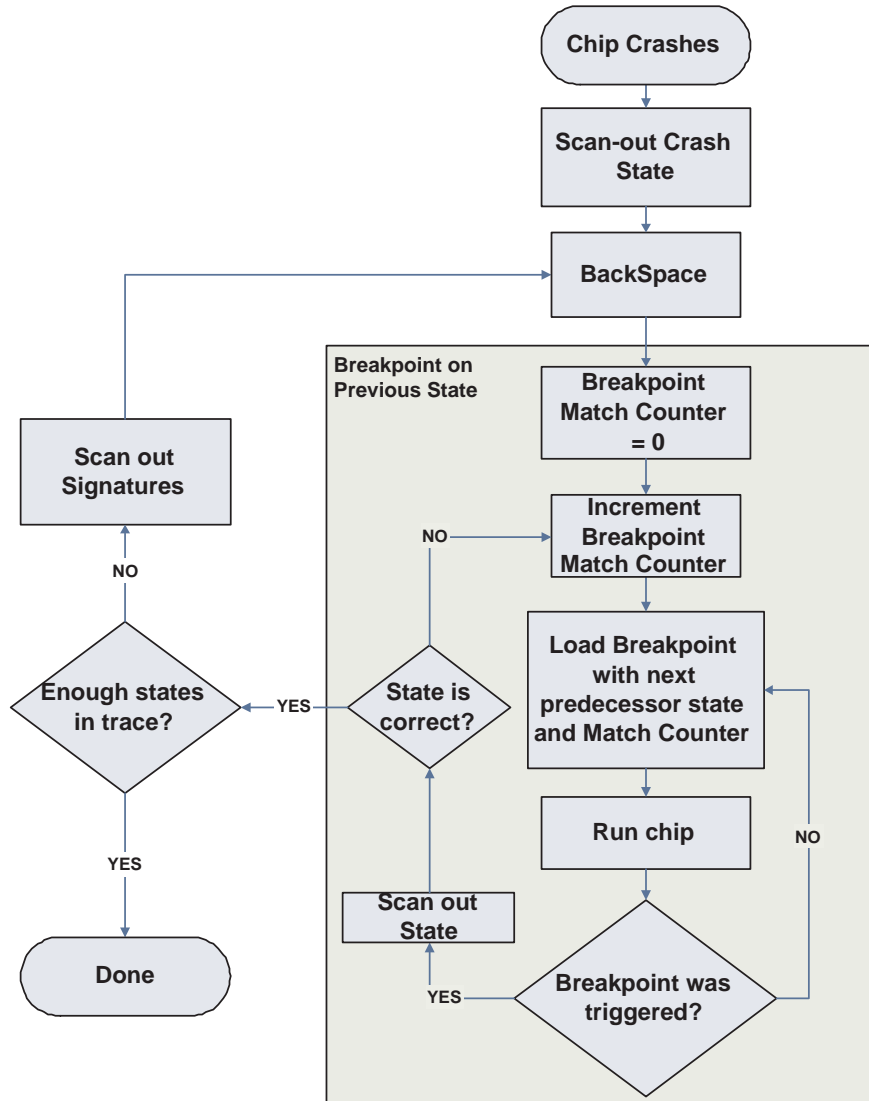 Chip Crashes
Scan-out Crash
State
BackSpace
Breakpoint on
Previous State
Breakpoint
Match Counter
= 0
Scan out
Signatures
Increment
Breakpoint
Match Counter
NO
NO
Load Breakpoint
with next
predecessor state
and Match Counter
Enough states
in trace?
YES
State is
correct?
Run chip
NO
YES
Scan out
State
Done
YES
Breakpoint was
triggered?